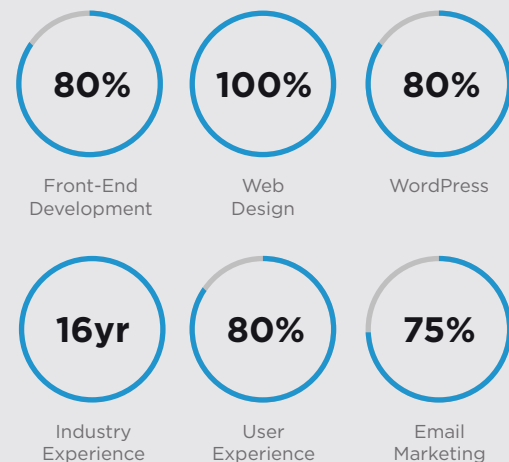 80%
100%
80%
Front-End
Development
Web
Design
WordPress
16yr
80%
75%
Industry
Experience
User
Experience
Email
Marketing